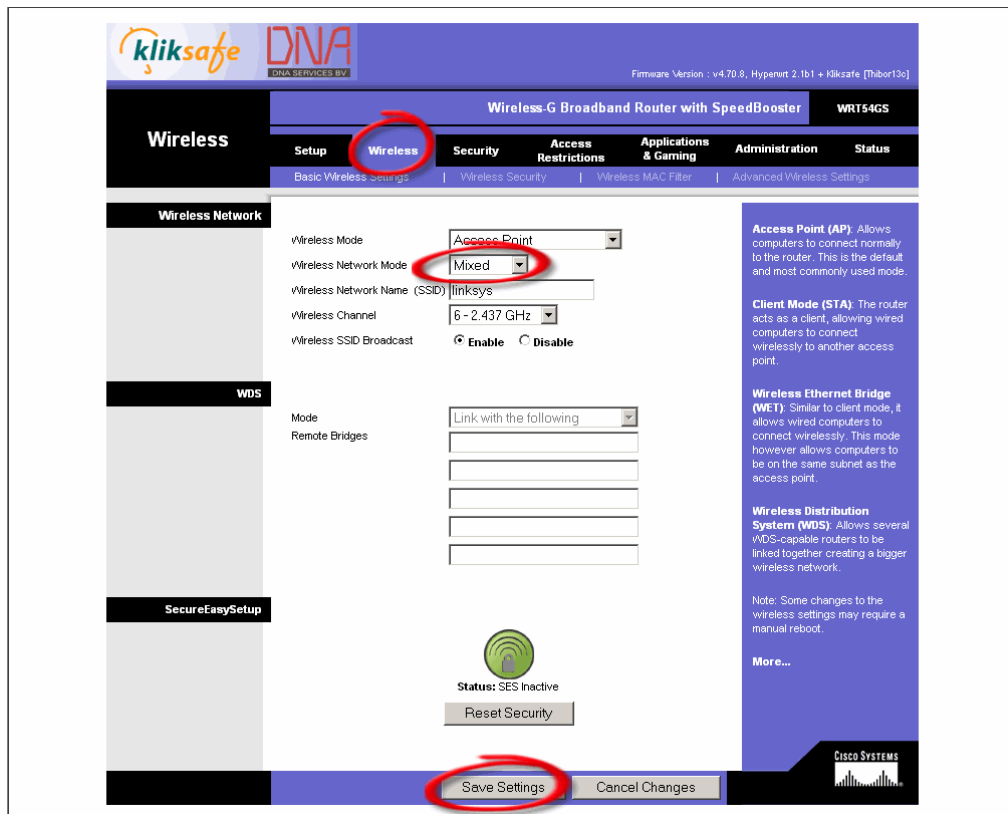 kliksafe
DNA
DNA SERVICES BV
Firmware Version : v4.70.8, Hyperwrt 2.1b1 + Kliksafe [Thibor13c]
Wireless-G Broadband Router with SpeedBooster WRT54GS
Wireless
Setup Wireless Security Access Restrictions Applications & Gaming Administration Status
Basic Wireless Settings | Wireless Security | Wireless MAC Filter | Advanced Wireless Settings
Wireless Network
Wireless Mode Access Point
Wireless Network Mode Mixed
Wireless Network Name (SSID) linksys
Wireless Channel 6 - 2.437 GHz
Wireless SSID Broadcast Enable Disable
WDS
Mode Link with the following
Remote Bridges
SecureEasySetup
Status: SES Inactive
Reset Security
Save Settings Cancel Changes
Access Point (AP): Allows
computers to connect normally
to the router. This is the default
and most commonly used mode.
Client Mode (STA): The router
acts as a client, allowing wired
computers to connect
wirelessly to another access
point.
Wireless Ethernet Bridge
(WET): Similar to client mode, it
allows wired computers to
connect wirelessly. This mode
however allows computers to
be on the same subnet as the
access point.
Wireless Distribution
System (WDS): Allows several
WDS-capable routers to be
linked together creating a bigger
wireless network.
Note: Some changes to the
wireless settings may require a
manual reboot.
More...
CISCO SYSTEMS